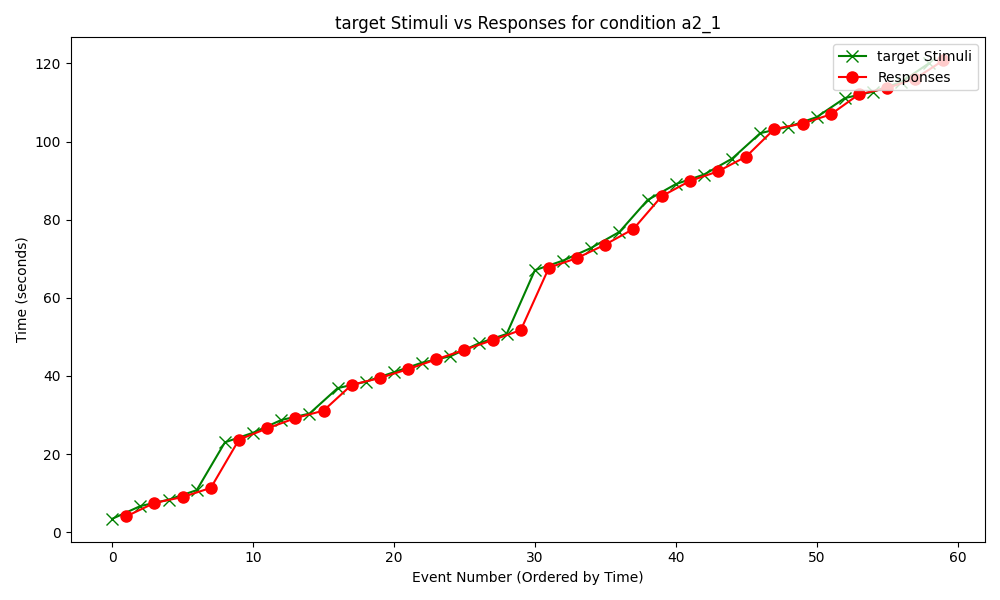 target Stimuli vs Responses for condition a2_1
target Stimuli
Responses
Time (seconds)
120
100
80
60
40
20
0
0 10 20 30 40 50 60
Event Number (Ordered by Time)